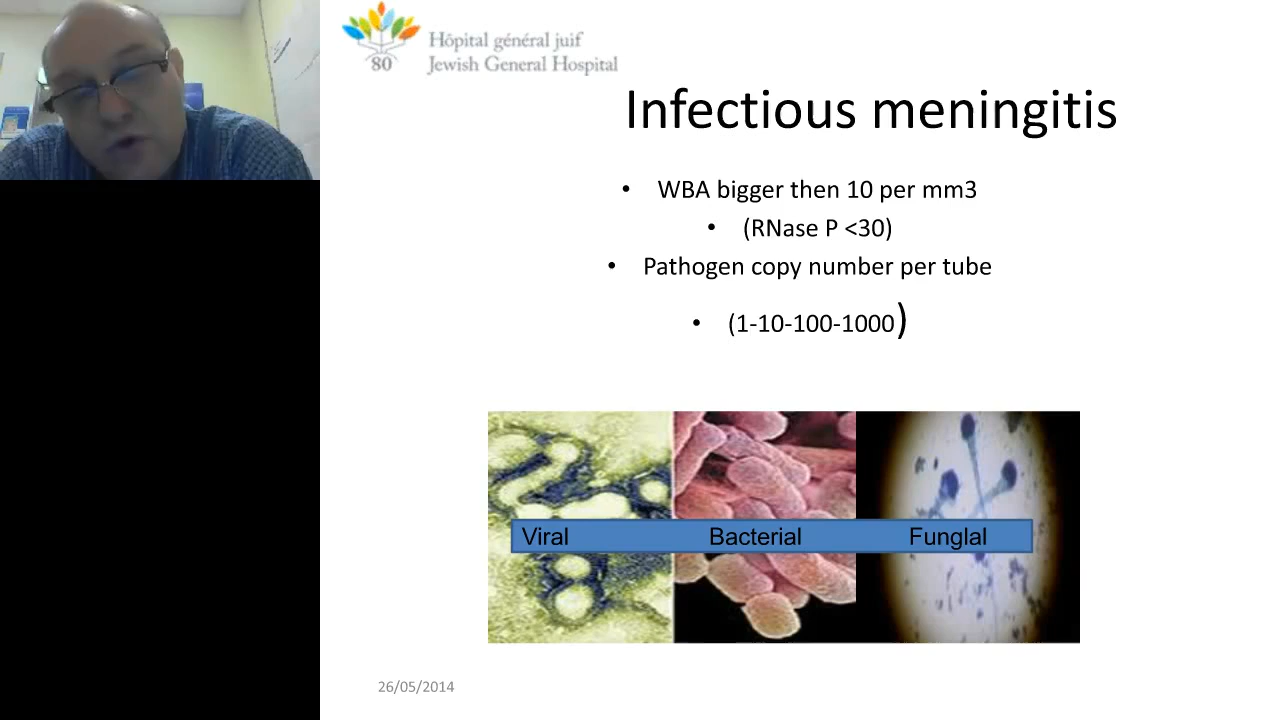 Hôpital général juif
80
Jewish General Hospital
Infectious meningitis
• WBA bigger then 10 per mm3
• (RNase P <30)
• Pathogen copy number per tube
• (1-10-100-1000)
Viral Bacterial Funglal
26/05/2014